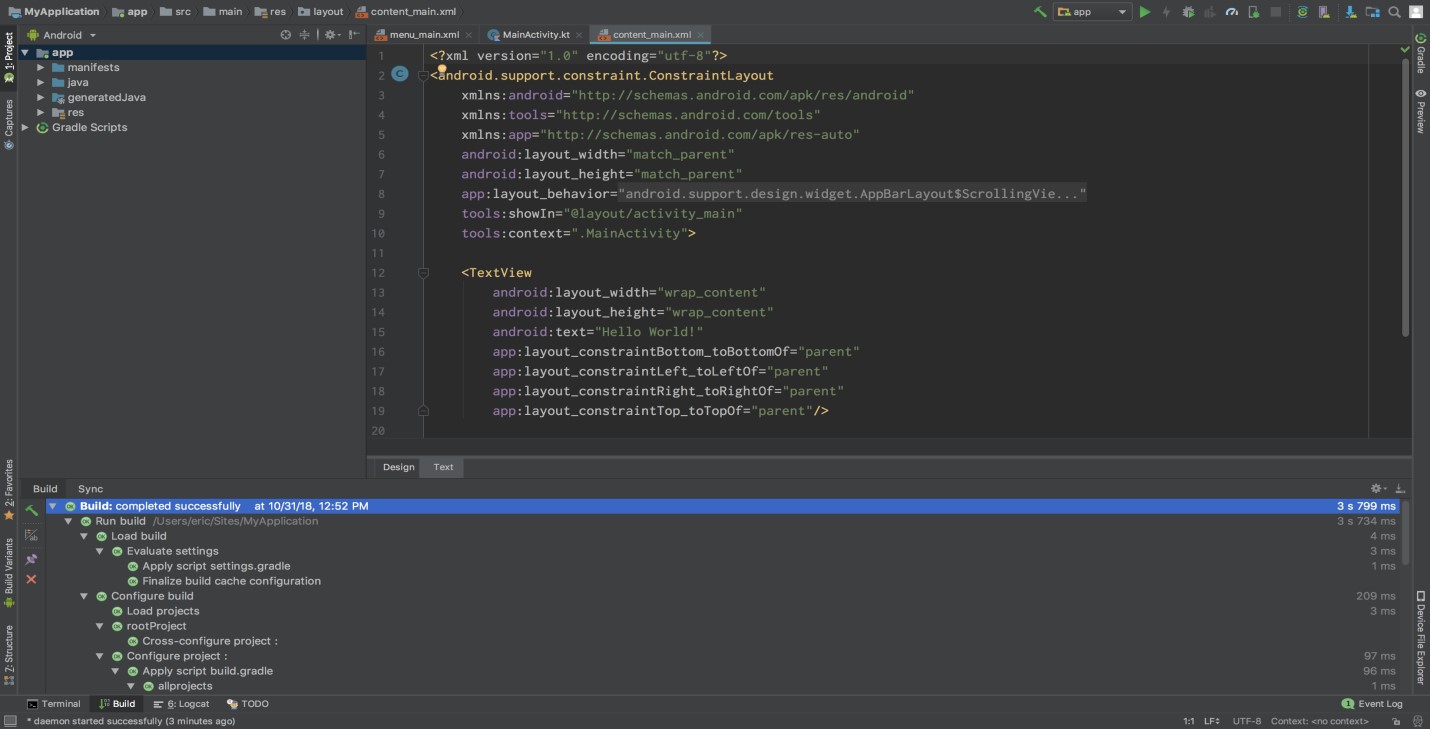 MyApplication app src main res layout content_main.xml
app
1: Project
Captures
2: Favorites
Build Variants
7: Structure
Android
app
manifests
java
generatedJava
res
Gradle Scripts
menu_main.xml MainActivity.kt content_main.xml
1 <?xml version="1.0" encoding="utf-8"?>
2 <android.support.constraint.ConstraintLayout
3 xmlns:android="http://schemas.android.com/apk/res/android"
4 xmlns:tools="http://schemas.android.com/tools"
5 xmlns:app="http://schemas.android.com/apk/res-auto"
6 android:layout_width="match_parent"
7 android:layout_height="match_parent"
8 app:layout_behavior="android.support.design.widget.AppBarLayout$ScrollingVie..."
9 tools:showIn="@layout/activity_main"
10 tools:context=".MainActivity">
11
12 <TextView
13 android:layout_width="wrap_content"
14 android:layout_height="wrap_content"
15 android:text="Hello World!"
16 app:layout_constraintBottom_toBottomOf="parent"
17 app:layout_constraintLeft_toLeftOf="parent"
18 app:layout_constraintRight_toRightOf="parent"
19 app:layout_constraintTop_toTopOf="parent"/>
20
Design Text
Gradle
Preview
Device File Explorer
Build Sync
Build: completed successfully at 10/31/18, 12:52 PM 3 s 799 ms
Run build /Users/eric/Sites/MyApplication 3 s 734 ms
Load build 4 ms
Evaluate settings 3 ms
Apply script settings.gradle 1 ms
Finalize build cache configuration
Configure build 209 ms
Load projects 3 ms
rootProject
Cross-configure project :
Configure project : 97 ms
Apply script build.gradle 96 ms
allprojects 1 ms
Terminal Build 6: Logcat TODO 1 Event Log
* daemon started successfully (3 minutes ago) 1:1 LF UTF-8 Context: <no context>